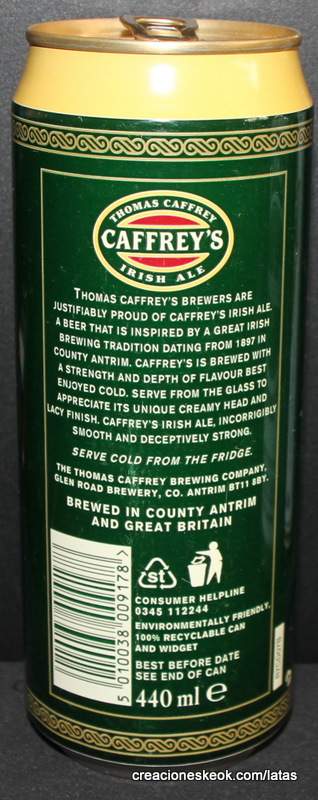 THOMAS CAFFREY
CAFFREY'S
IRISH ALE
THOMAS CAFFREY'S BREWERS ARE
JUSTIFIABLY PROUD OF CAFFREY'S IRISH ALE.
A BEER THAT IS INSPIRED BY A GREAT IRISH
BREWING TRADITION DATING FROM 1897 IN
COUNTY ANTRIM. CAFFREY'S IS BREWED WITH
A STRENGTH AND DEPTH OF FLAVOUR BEST
ENJOYED COLD. SERVE FROM THE GLASS TO
APPRECIATE ITS UNIQUE CREAMY HEAD AND
LACY FINISH. CAFFREY'S IRISH ALE, INCORRIGIBLY
SMOOTH AND DECEPTIVELY STRONG.
SERVE COLD FROM THE FRIDGE.
THE THOMAS CAFFREY BREWING COMPANY,
GLEN ROAD BREWERY, CO. ANTRIM BT11 8BY.
BREWED IN COUNTY ANTRIM
AND GREAT BRITAIN
st
CONSUMER HELPLINE
0345 112244
ENVIRONMENTALLY FRIENDLY.
100% RECYCLABLE CAN
AND WIDGET
BEST BEFORE DATE
SEE END OF CAN
440 ml e
5 010038 009178 >
creacioneskeok.com/latas